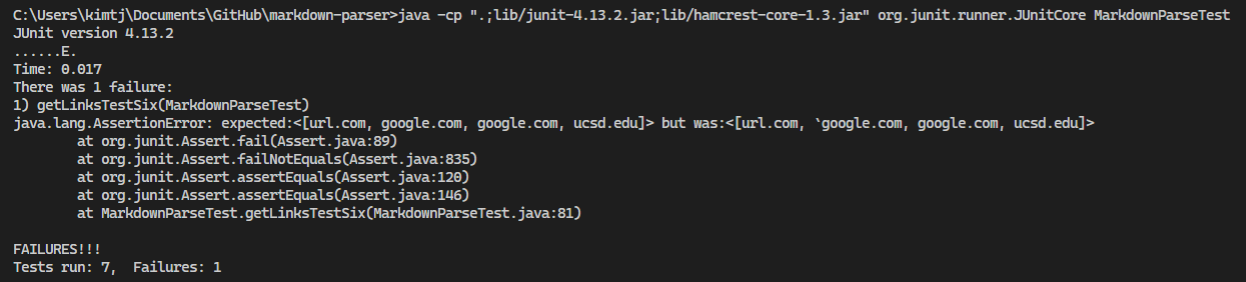 C:\Users\kimtj\Documents\GitHub\markdown-parser>java -cp ".;lib/junit-4.13.2.jar;lib/hamcrest-core-1.3.jar" org.junit.runner.JUnitCore MarkdownParseTest
JUnit version 4.13.2
......E.
Time: 0.017
There was 1 failure:
1) getLinksTestSix(MarkdownParseTest)
java.lang.AssertionError: expected:<[url.com, google.com, google.com, ucsd.edu]> but was:<[url.com, `google.com, google.com, ucsd.edu]>
        at org.junit.Assert.fail(Assert.java:89)
        at org.junit.Assert.failNotEquals(Assert.java:835)
        at org.junit.Assert.assertEquals(Assert.java:120)
        at org.junit.Assert.assertEquals(Assert.java:146)
        at MarkdownParseTest.getLinksTestSix(MarkdownParseTest.java:81)

FAILURES!!!
Tests run: 7,  Failures: 1